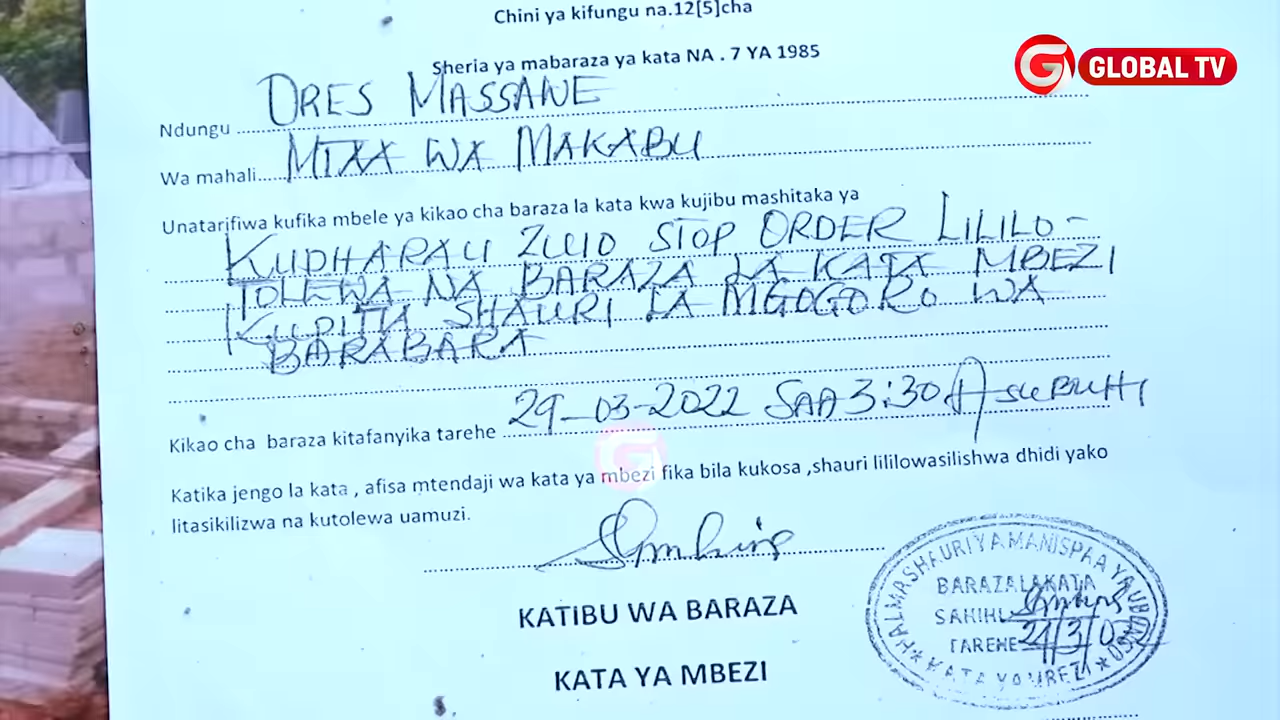 Chini ya kifungu na.12[5]cha
Sheria ya mabaraza ya kata NA . 7 YA 1985
GLOBAL TV
Ndungu DRES MASSAWE
Wa mahali MTAA WA MAKABU
Unatarifiwa kufika mbele ya kikao cha baraza la kata kwa kujibu mashitaka ya
KUDHARAU ZUIO STOP ORDER LILILO-
TOLEWA NA BARAZA LA KATA MBEZI
KUPITIA SHAURI LA MGOGORO WA
BARABARA
Kikao cha baraza kitafanyika tarehe 29-03-2022 SAA 3:30 ASUBUHI
Katika jengo la kata , afisa mtendaji wa kata ya mbezi fika bila kukosa ,shauri lililowasilishwa dhidi yako
litasikilizwa na kutolewa uamuzi.
KATIBU WA BARAZA
KATA YA MBEZI
HALMASHAURI YA MANISPAA YA UBUNGO
BARAZA LA KATA
SAHIHI
TAREHE
KATA YA MBEZI